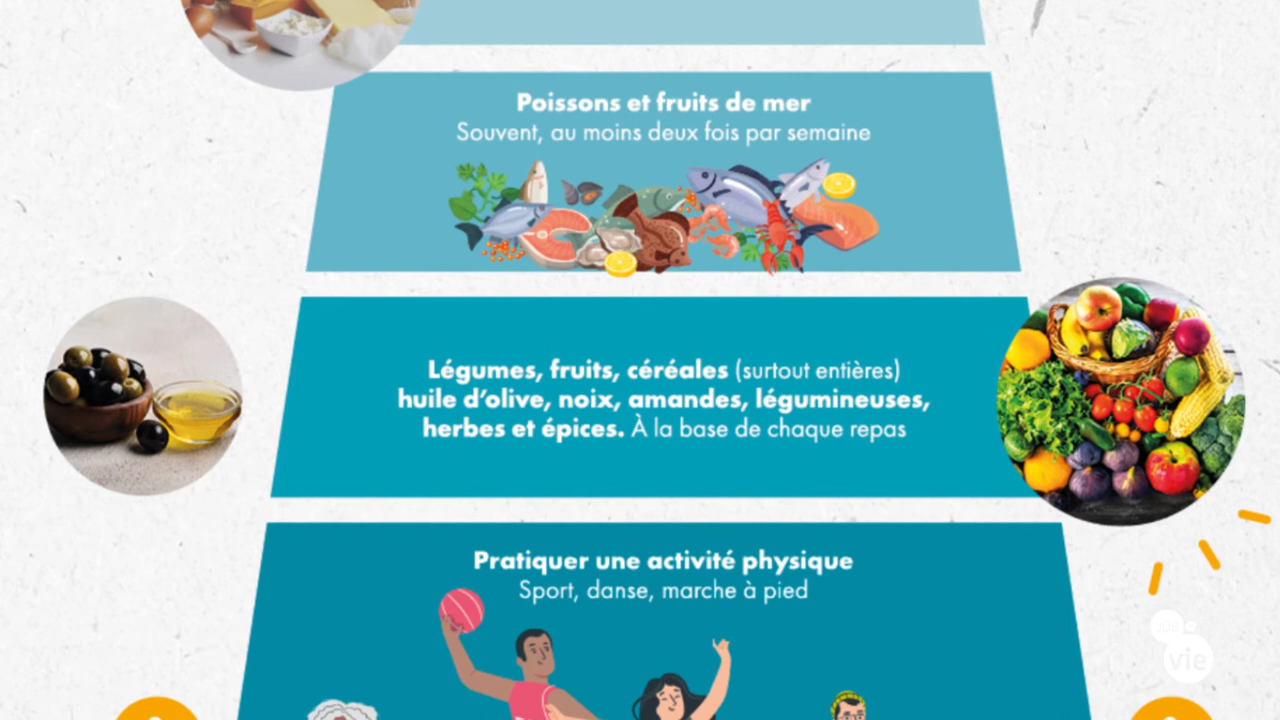 Poissons et fruits de mer
Souvent, au moins deux fois par semaine
Légumes, fruits, céréales (surtout entières)
huile d'olive, noix, amandes, légumineuses,
herbes et épices. À la base de chaque repas
Pratiquer une activité physique
Sport, danse, marche à pied
vie